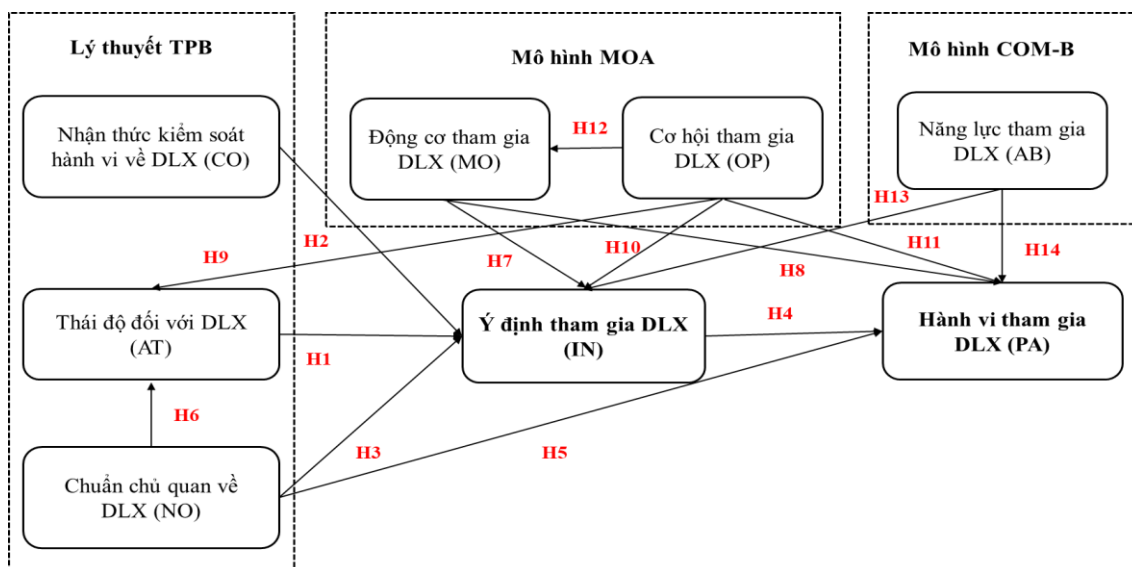 Lý thuyết TPB
Mô hình MOA
Mô hình COM-B
Nhận thức kiểm soát
hành vi về DLX (CO)
Động cơ tham gia
DLX (MO)
H12
Cơ hội tham gia
DLX (OP)
Năng lực tham gia
DLX (AB)
H13
H9
H2
H7
H10
H8
H11
H14
Thái độ đối với DLX
(AT)
H1
Ý định tham gia DLX
(IN)
H4
Hành vi tham gia
DLX (PA)
H6
H3
H5
Chuẩn chủ quan về
DLX (NO)